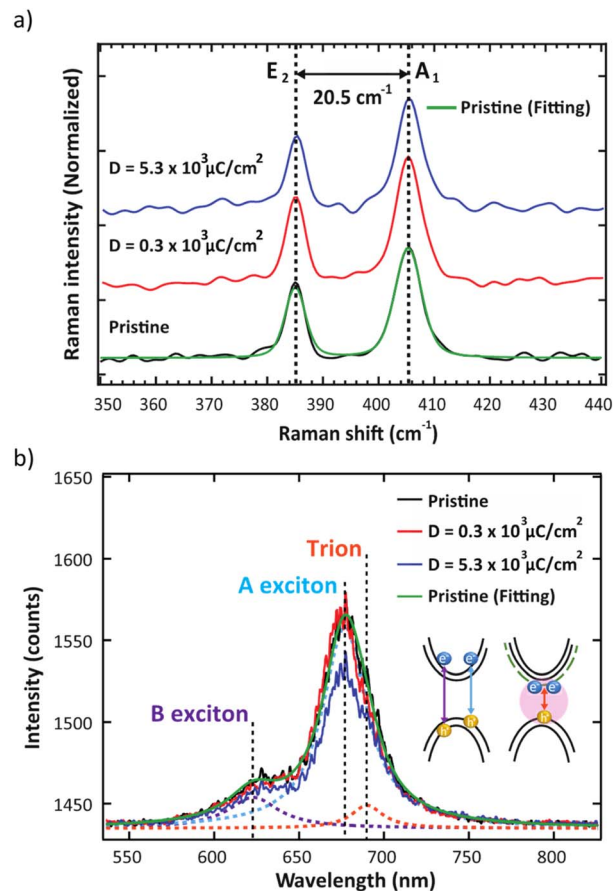 a)
E₂
A₁
20.5 cm⁻¹
Pristine (Fitting)
D = 5.3 x 10³µC/cm²
D = 0.3 x 10³µC/cm²
Pristine
Raman intensity (Normalized)
350 360 370 380 390 400 410 420 430 440
Raman shift (cm⁻¹)
b)
1650
1600
1550
1500
1450
Intensity (counts)
Pristine
D = 0.3 x 10³µC/cm²
D = 5.3 x 10³µC/cm²
Pristine (Fitting)
Trion
A exciton
B exciton
e⁻ e⁻ e⁻ e⁻
h⁺ h⁺ h⁺
550 600 650 700 750 800
Wavelength (nm)